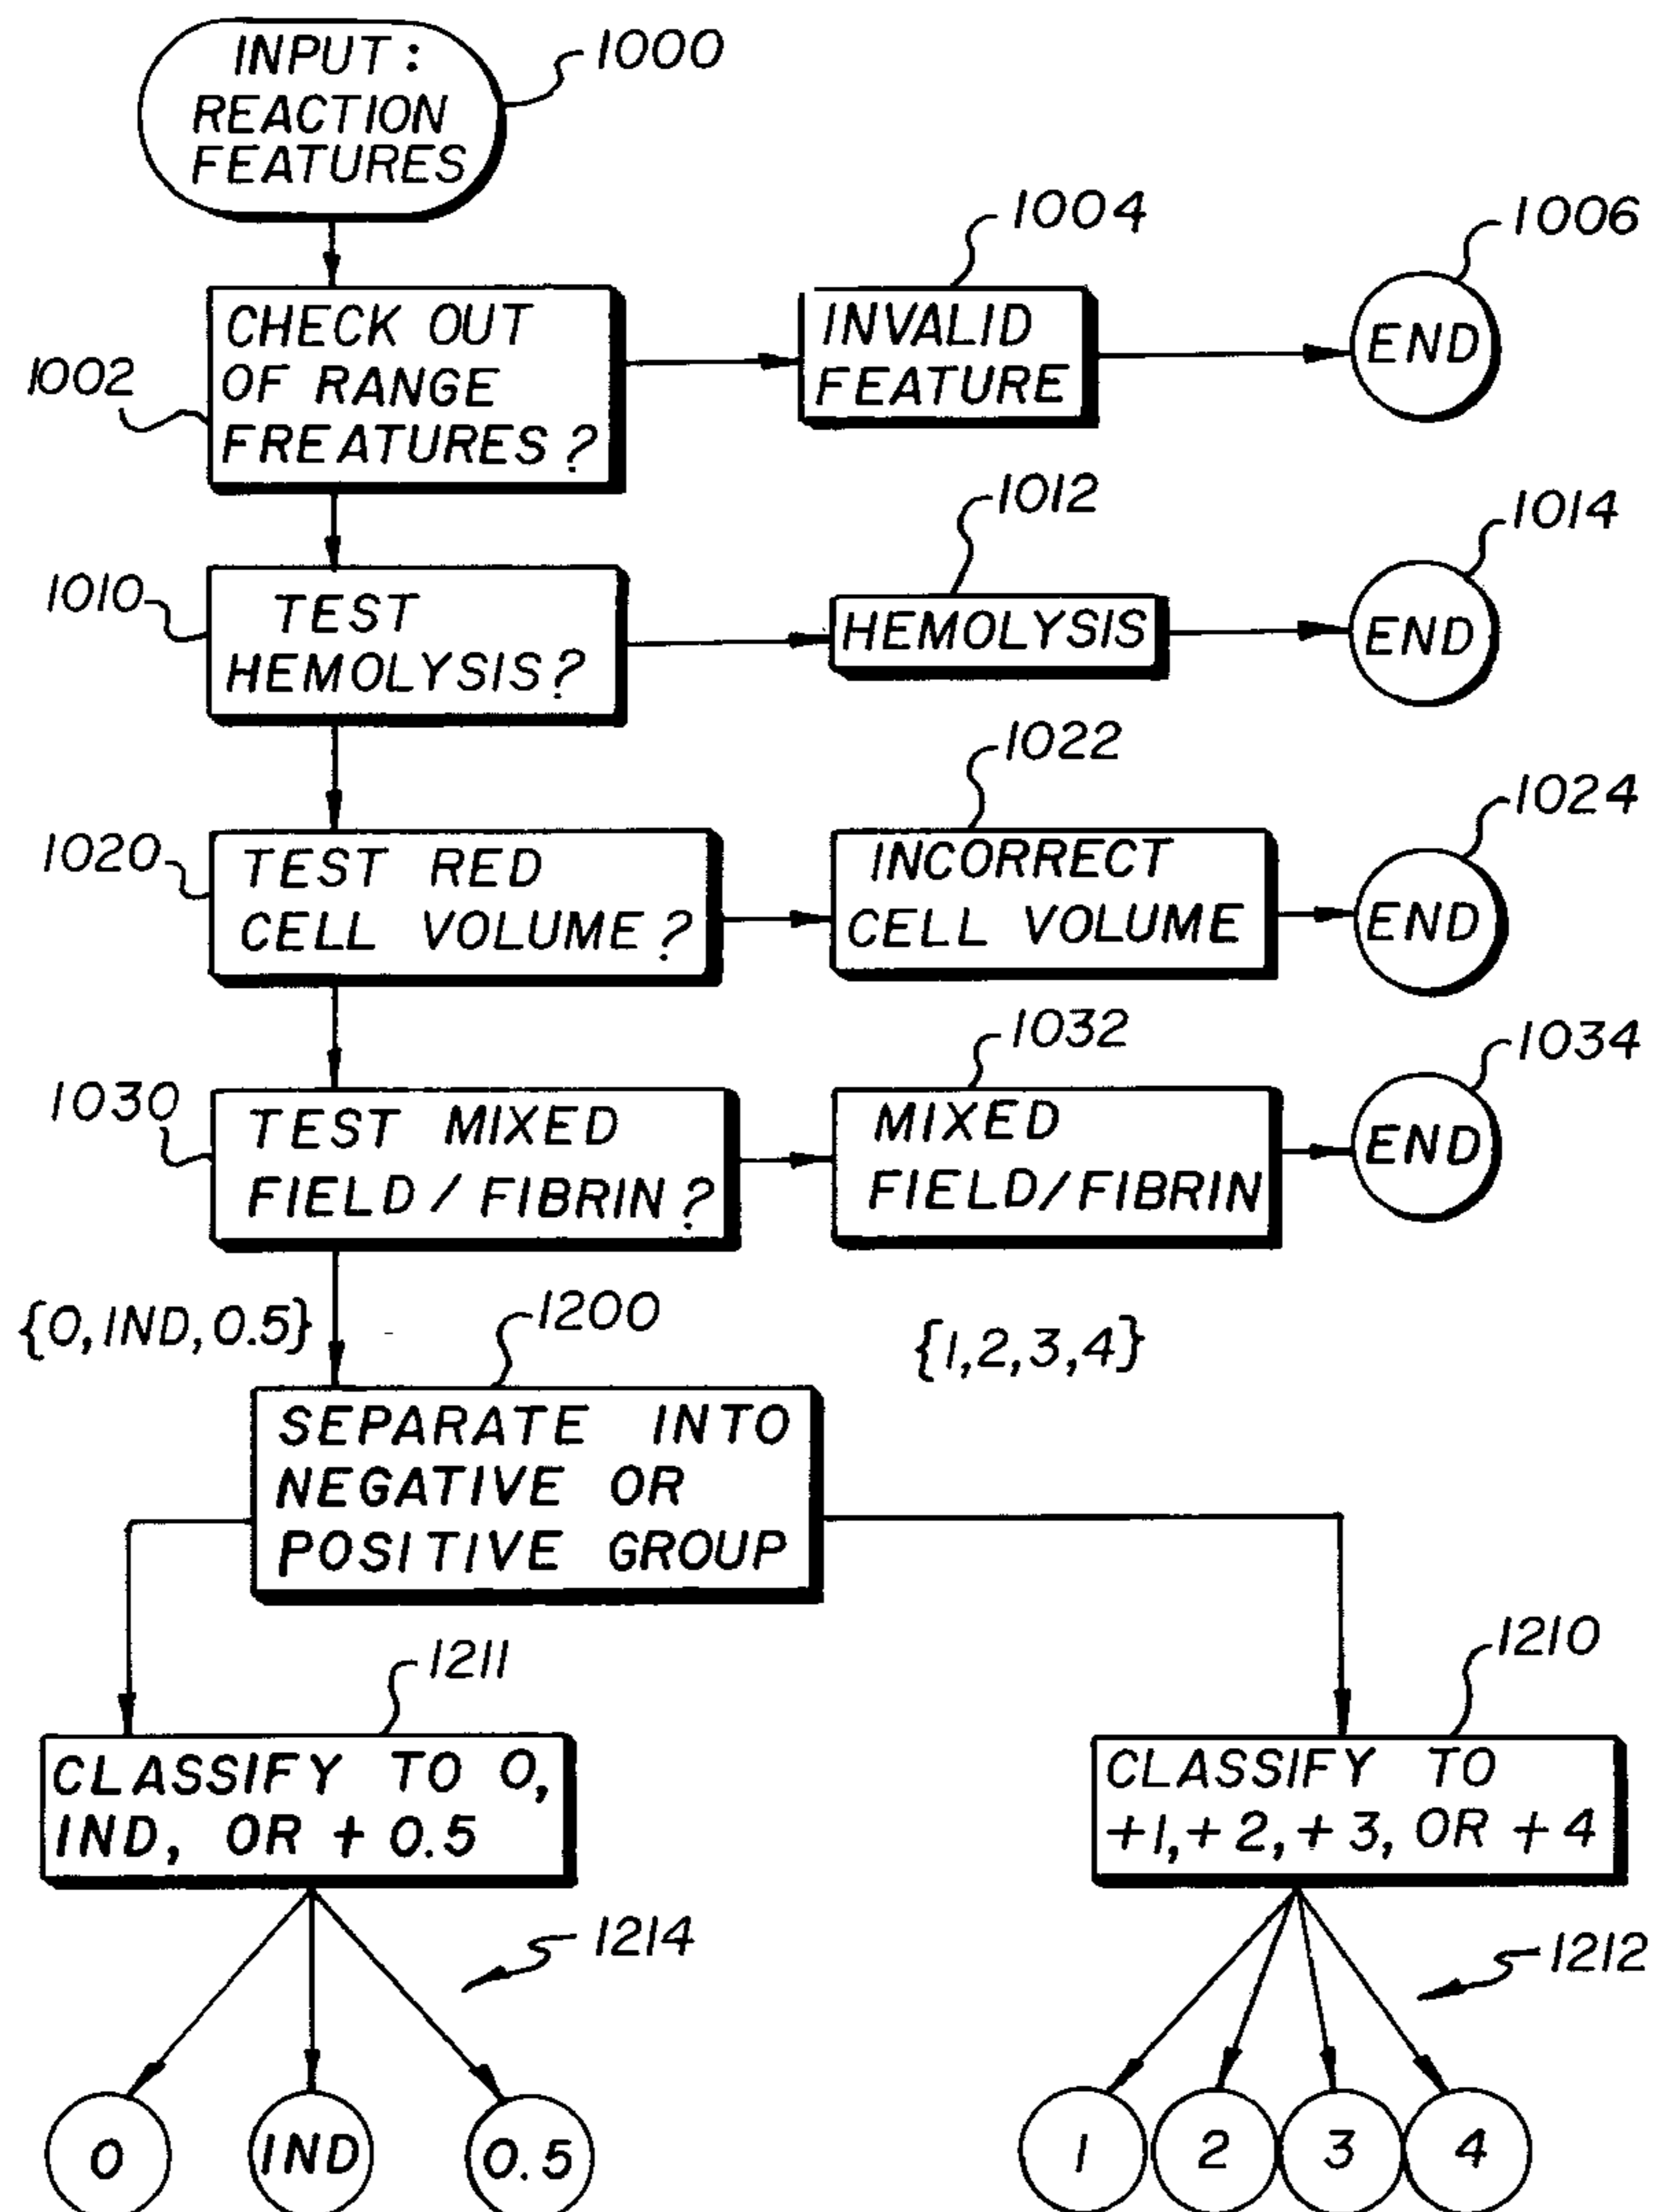 INPUT:
REACTION
FEATURES
1000
CHECK OUT
OF RANGE
FREATURES?
1002
INVALID
FEATURE
1004
END
1006
TEST
HEMOLYSIS?
1010
HEMOLYSIS
1012
END
1014
TEST RED
CELL VOLUME?
1020
INCORRECT
CELL VOLUME
1022
END
1024
TEST MIXED
FIELD/FIBRIN?
1030
MIXED
FIELD/FIBRIN
1032
END
1034
{0,IND,0.5}
1200
{1,2,3,4}
SEPARATE INTO
NEGATIVE OR
POSITIVE GROUP
1211
CLASSIFY TO 0,
IND, OR +0.5
1210
CLASSIFY TO
+1,+2,+3, OR +4
1214
1212
0
IND
0.5
1
2
3
4